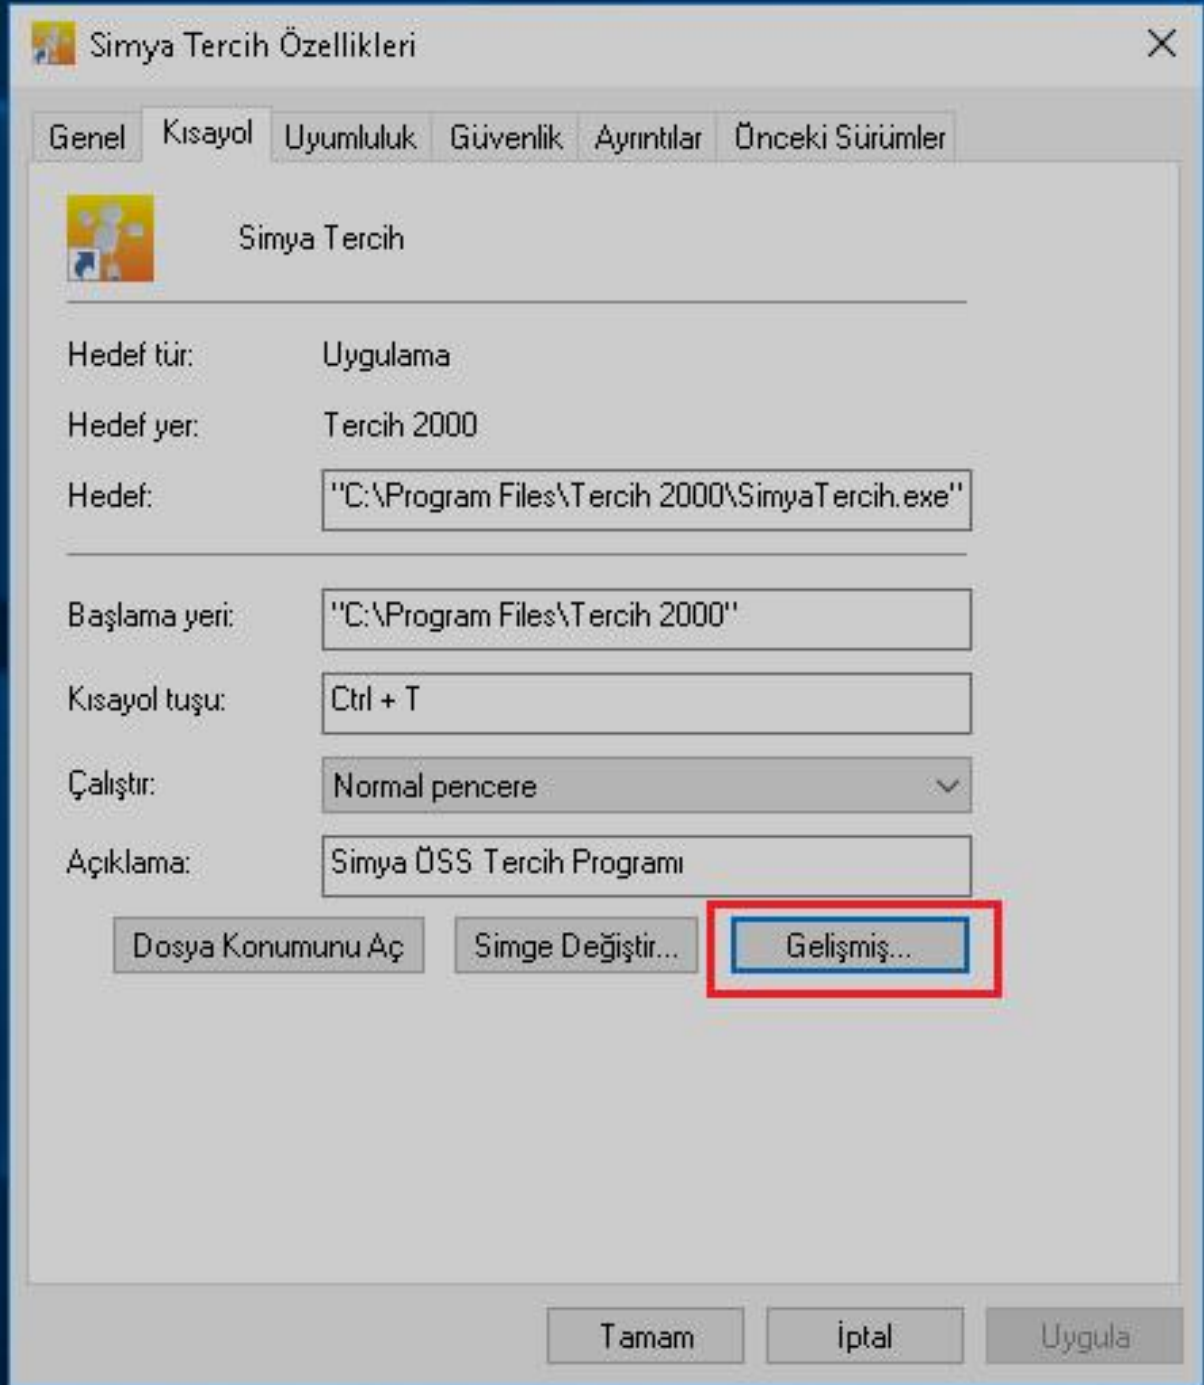 Simya Tercih Özellikleri
Genel Kısayol Uyumluluk Güvenlik Ayrıntılar Önceki Sürümler
Simya Tercih
Hedef tür: Uygulama
Hedef yer: Tercih 2000
Hedef: "C:\Program Files\Tercih 2000\SimyaTercih.exe"
Başlama yeri: "C:\Program Files\Tercih 2000"
Kısayol tuşu: Ctrl + T
Çalıştır: Normal pencere
Açıklama: Simya ÖSS Tercih Programı
Dosya Konumunu Aç Simge Değiştir... Gelişmiş...
Tamam İptal Uygula